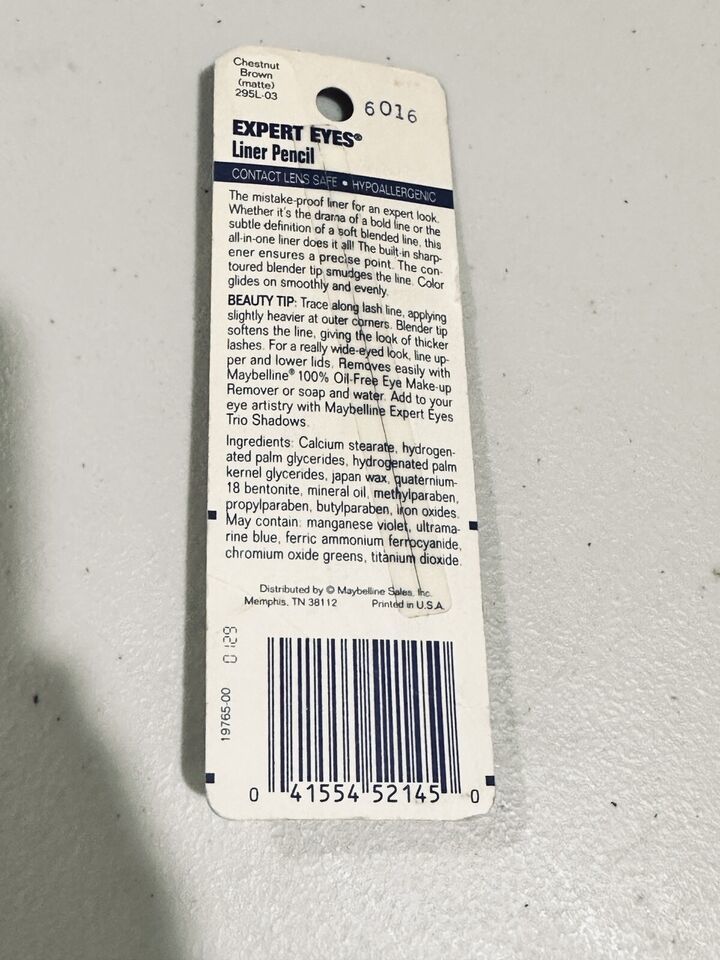 Chestnut
Brown
(matte)
295L-03
6016
EXPERT EYES®
Liner Pencil
CONTACT LENS SAFE • HYPOALLERGENIC
The mistake-proof liner for an expert look.
Whether it's the drama of a bold line or the
subtle definition of a soft blended line, this
all-in-one liner does it all! The built-in sharp-
ener ensures a precise point. The con-
toured blender tip smudges the line. Color
glides on smoothly and evenly.
BEAUTY TIP: Trace along lash line, applying
slightly heavier at outer corners. Blender tip
softens the line, giving the look of thicker
lashes. For a really wide-eyed look, line up-
per and lower lids. Removes easily with
Maybelline® 100% Oil-Free Eye Make-up
Remover or soap and water. Add to your
eye artistry with Maybelline Expert Eyes
Trio Shadows.
Ingredients: Calcium stearate, hydrogen-
ated palm glycerides, hydrogenated palm
kernel glycerides, japan wax, quaternium-
18 bentonite, mineral oil, methylparaben,
propylparaben, butylparaben, iron oxides.
May contain: manganese violet, ultrama-
rine blue, ferric ammonium ferrocyanide,
chromium oxide greens, titanium dioxide.
Distributed by © Maybelline Sales, Inc.
Memphis, TN 38112 Printed in U.S.A.
19765-00 0129
0 41554 52145 0